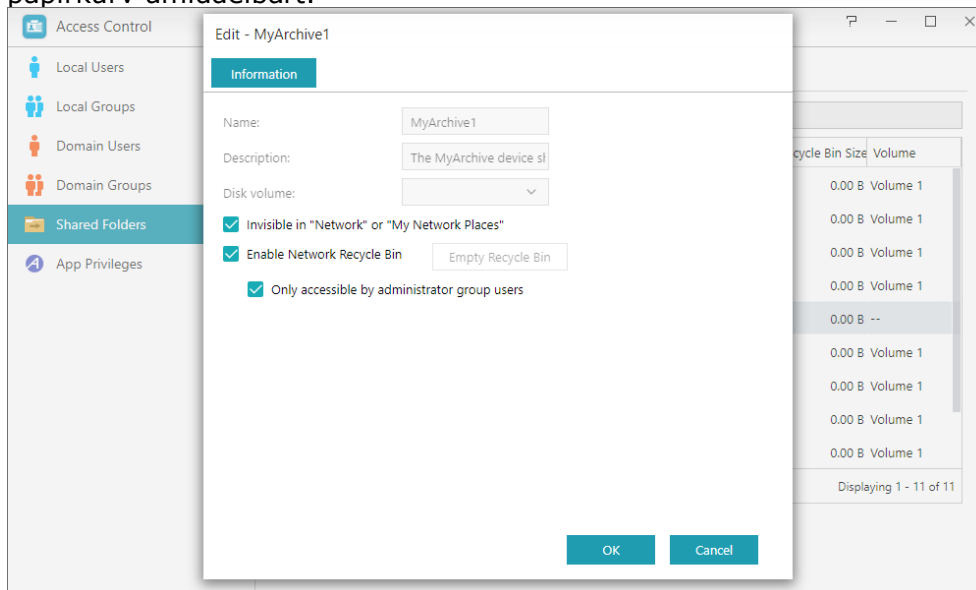 papirkurv umiddelbart.
Access Control
Local Users
Local Groups
Domain Users
Domain Groups
Shared Folders
App Privileges
Edit - MyArchive1
Information
Name: MyArchive1
Description: The MyArchive device sl
Disk volume:
Invisible in "Network" or "My Network Places"
Enable Network Recycle Bin Empty Recycle Bin
Only accessible by administrator group users
OK Cancel
cycle Bin Size Volume
0.00 B Volume 1
0.00 B Volume 1
0.00 B Volume 1
0.00 B Volume 1
0.00 B --
0.00 B Volume 1
0.00 B Volume 1
0.00 B Volume 1
0.00 B Volume 1
Displaying 1 - 11 of 11